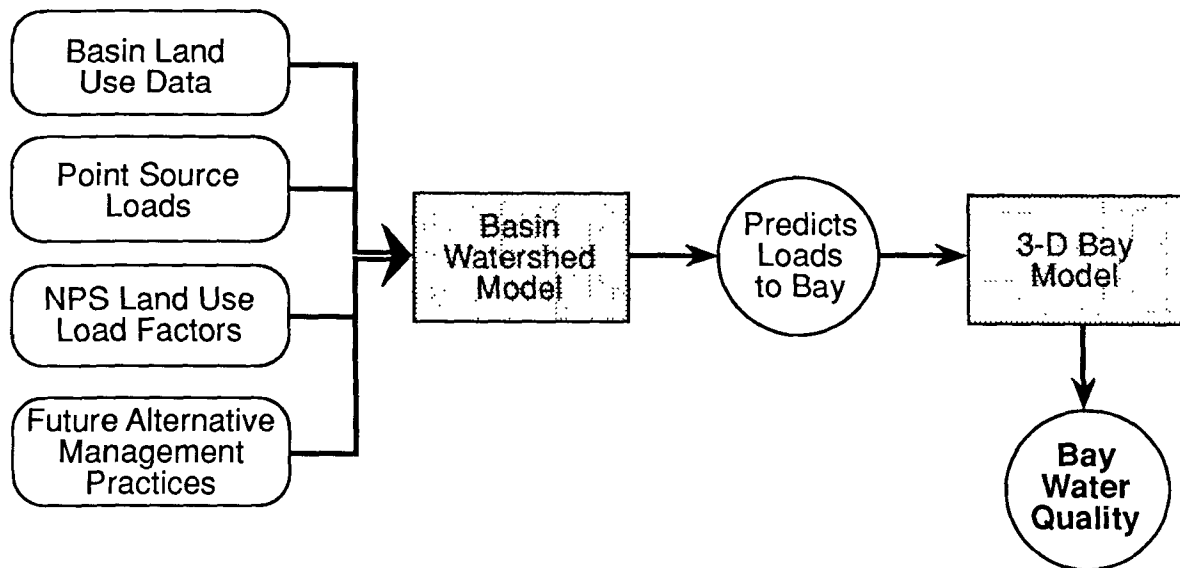 Basin Land
Use Data
Point Source
Loads
NPS Land Use
Load Factors
Future Alternative
Management
Practices
Basin
Watershed
Model
Predicts
Loads
to Bay
3-D Bay
Model
Bay
Water
Quality